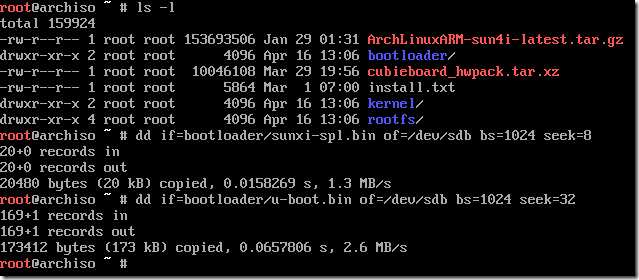 root@archiso ~ # ls -l
total 159924
-rw-r--r-- 1 root root 153693506 Jan 29 01:31 ArchLinuxARM-sun4i-latest.tar.gz
drwxr-xr-x 2 root root      4096 Apr 16 13:06 bootloader/
-rw-r--r-- 1 root root  10046108 Mar 29 19:56 cubieboard_hwpack.tar.xz
-rw-r--r-- 1 root root      5864 Mar  1 07:00 install.txt
drwxr-xr-x 2 root root      4096 Apr 16 13:06 kernel/
drwxr-xr-x 4 root root      4096 Apr 16 13:06 rootfs/
root@archiso ~ # dd if=bootloader/sunxi-spl.bin of=/dev/sdb bs=1024 seek=8
20+0 records in
20+0 records out
20480 bytes (20 kB) copied, 0.0158269 s, 1.3 MB/s
root@archiso ~ # dd if=bootloader/u-boot.bin of=/dev/sdb bs=1024 seek=32
169+1 records in
169+1 records out
173412 bytes (173 kB) copied, 0.0657806 s, 2.6 MB/s
root@archiso ~ #